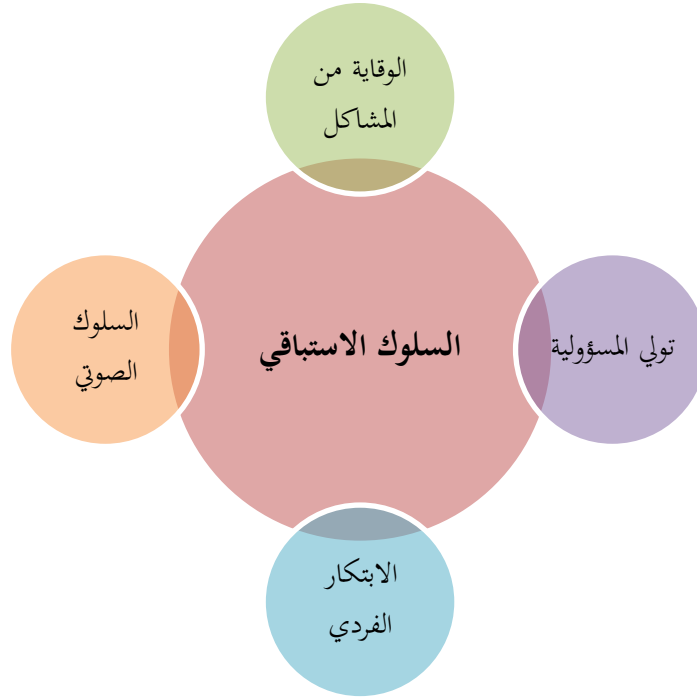 الوقاية من
المشاكل
السلوك الاستباقي
تولي المسؤولية
السلوك
الصوتي
الابتكار
الفردي